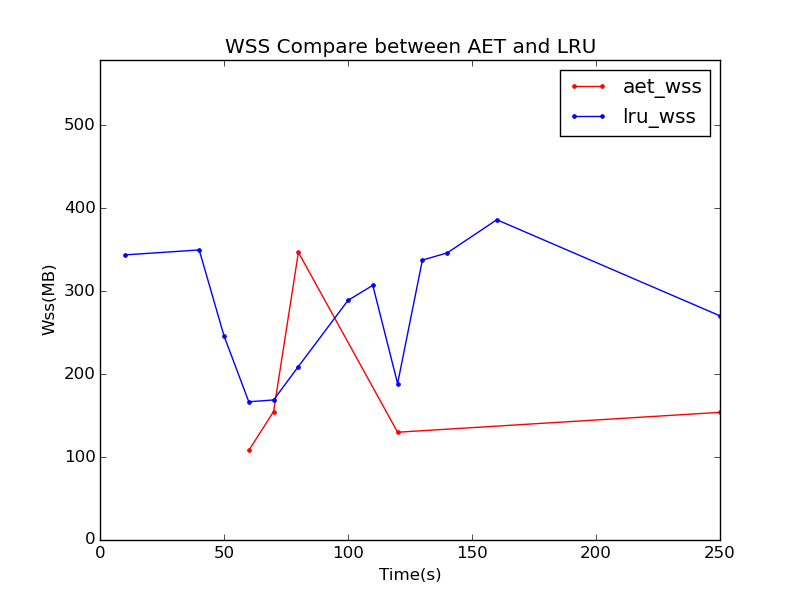 WSS Compare between AET and LRU
aet_wss
lru_wss
500
400
300
200
100
0
Wss(MB)
0 50 100 150 200 250
Time(s)